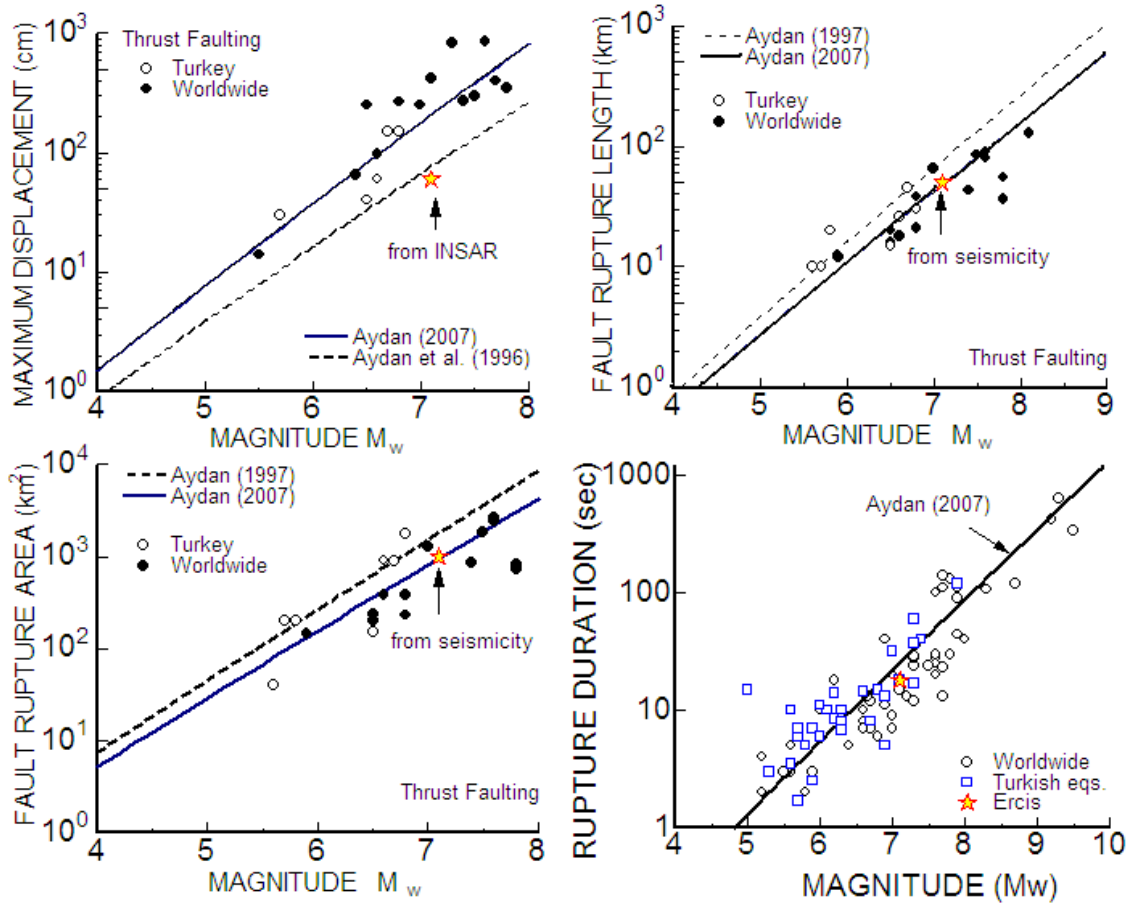 MAXIMUM DISPLACEMENT (cm)
10³
10²
10¹
10⁰
Thrust Faulting
Turkey
Worldwide
from INSAR
Aydan (2007)
Aydan et al. (1996)
4 5 6 7 8
MAGNITUDE M_w
FAULT RUPTURE LENGTH (km)
10³
10²
10¹
10⁰
Aydan (1997)
Aydan (2007)
Turkey
Worldwide
from seismicity
Thrust Faulting
4 5 6 7 8 9
MAGNITUDE M_w
FAULT RUPTURE AREA (km²)
10⁴
10³
10²
10¹
10⁰
Aydan (1997)
Aydan (2007)
Turkey
Worldwide
from seismicity
Thrust Faulting
4 5 6 7 8
MAGNITUDE M_w
RUPTURE DURATION (sec)
1000
100
10
1
Aydan (2007)
Worldwide
Turkish eqs.
Ercis
4 5 6 7 8 9 10
MAGNITUDE (Mw)